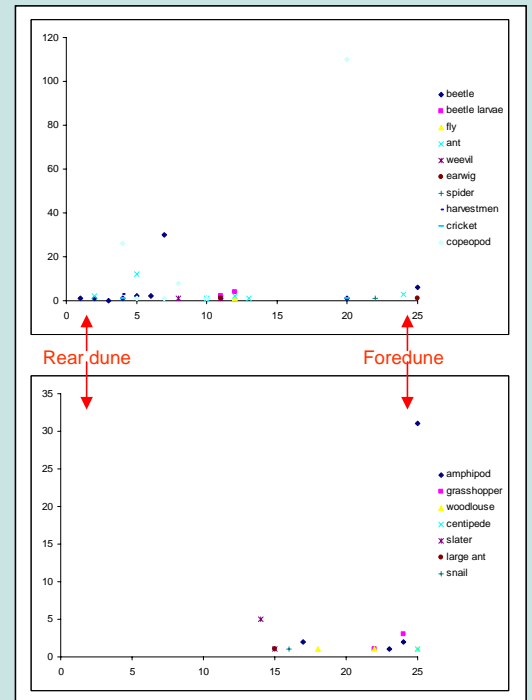 120
100
80
60
40
20
0
0 5 10 15 20 25
beetle
beetle larvae
fly
ant
weevil
earwig
spider
harvestmen
cricket
copeopod
Rear dune Foredune
35
30
25
20
15
10
5
0
0 5 10 15 20 25
amphipod
grasshopper
woodlouse
centipede
slater
large ant
snail